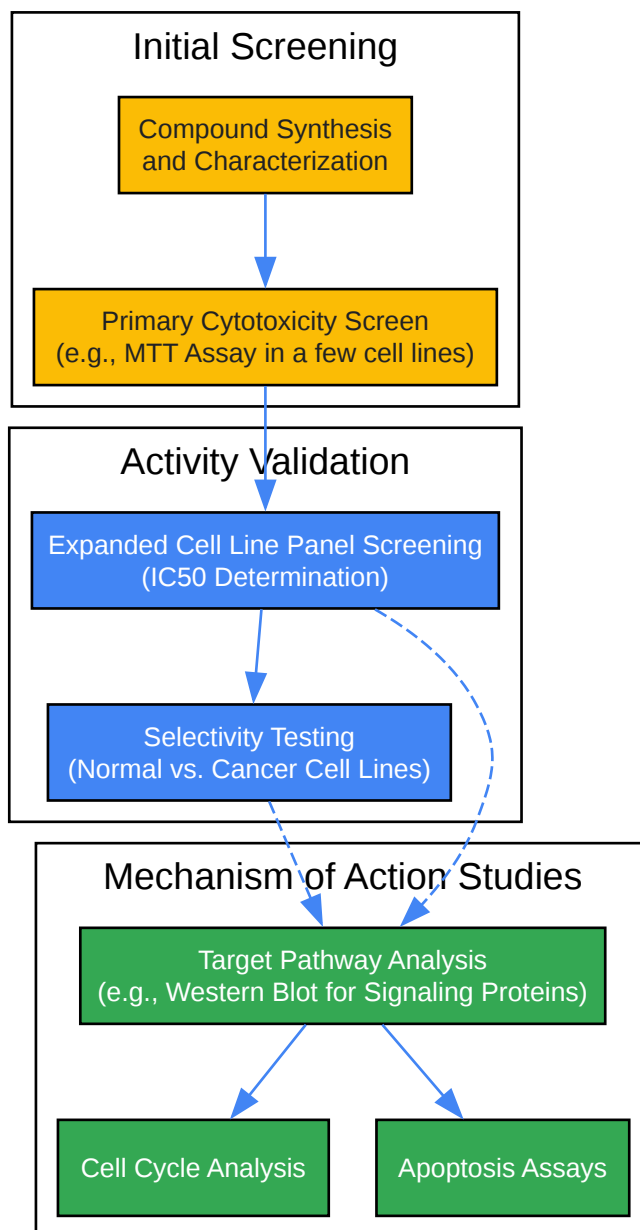 Initial Screening
Compound Synthesis
and Characterization
Primary Cytotoxicity Screen
(e.g., MTT Assay in a few cell lines)
Activity Validation
Expanded Cell Line Panel Screening
(IC50 Determination)
Selectivity Testing
(Normal vs. Cancer Cell Lines)
Mechanism of Action Studies
Target Pathway Analysis
(e.g., Western Blot for Signaling Proteins)
Cell Cycle Analysis
Apoptosis Assays